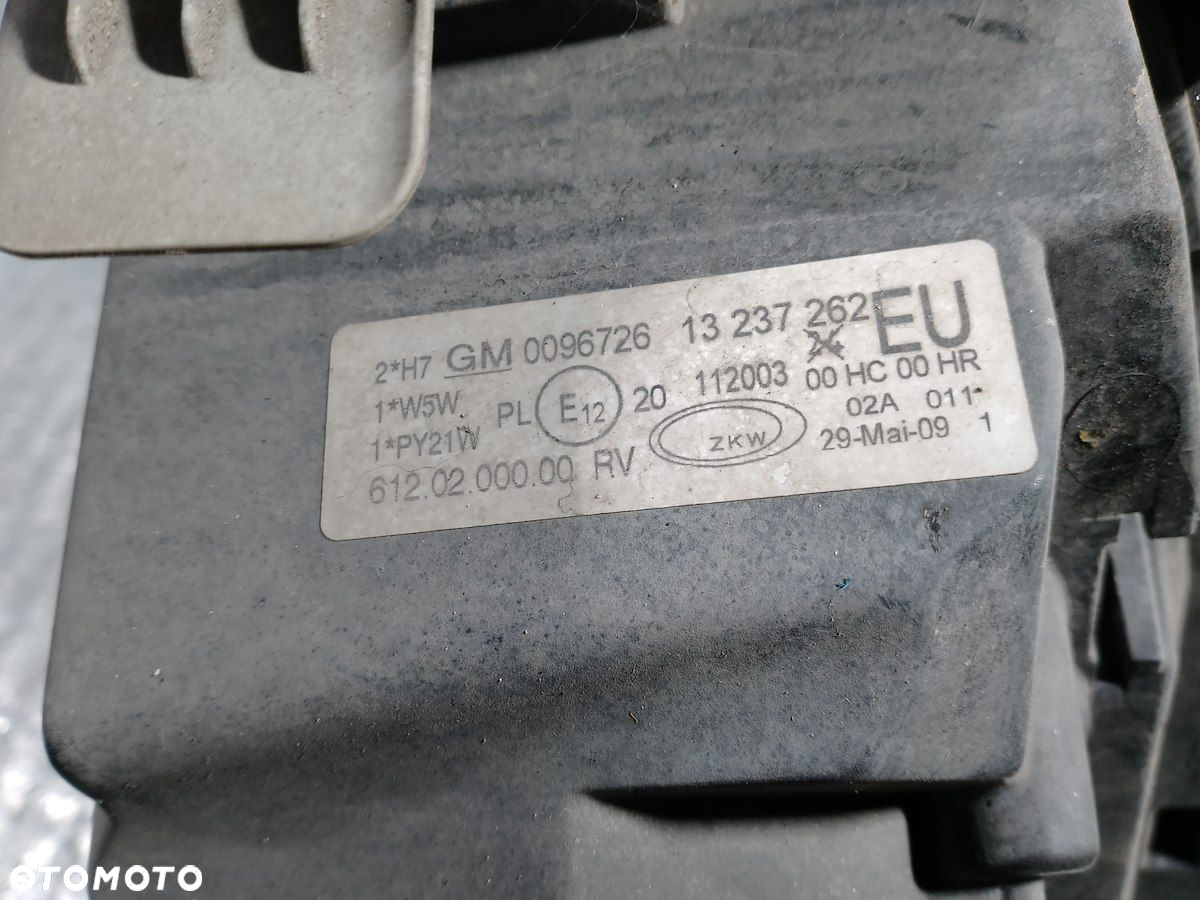 2*H7 GM 0096726 13 237 262 EU
1*W5W PL E12 20 112003 00 HC 00 HR
1*PY21W ZKW 02A 011-
612.02.000.00 RV 29-Mai-09 1
OTOMOTO